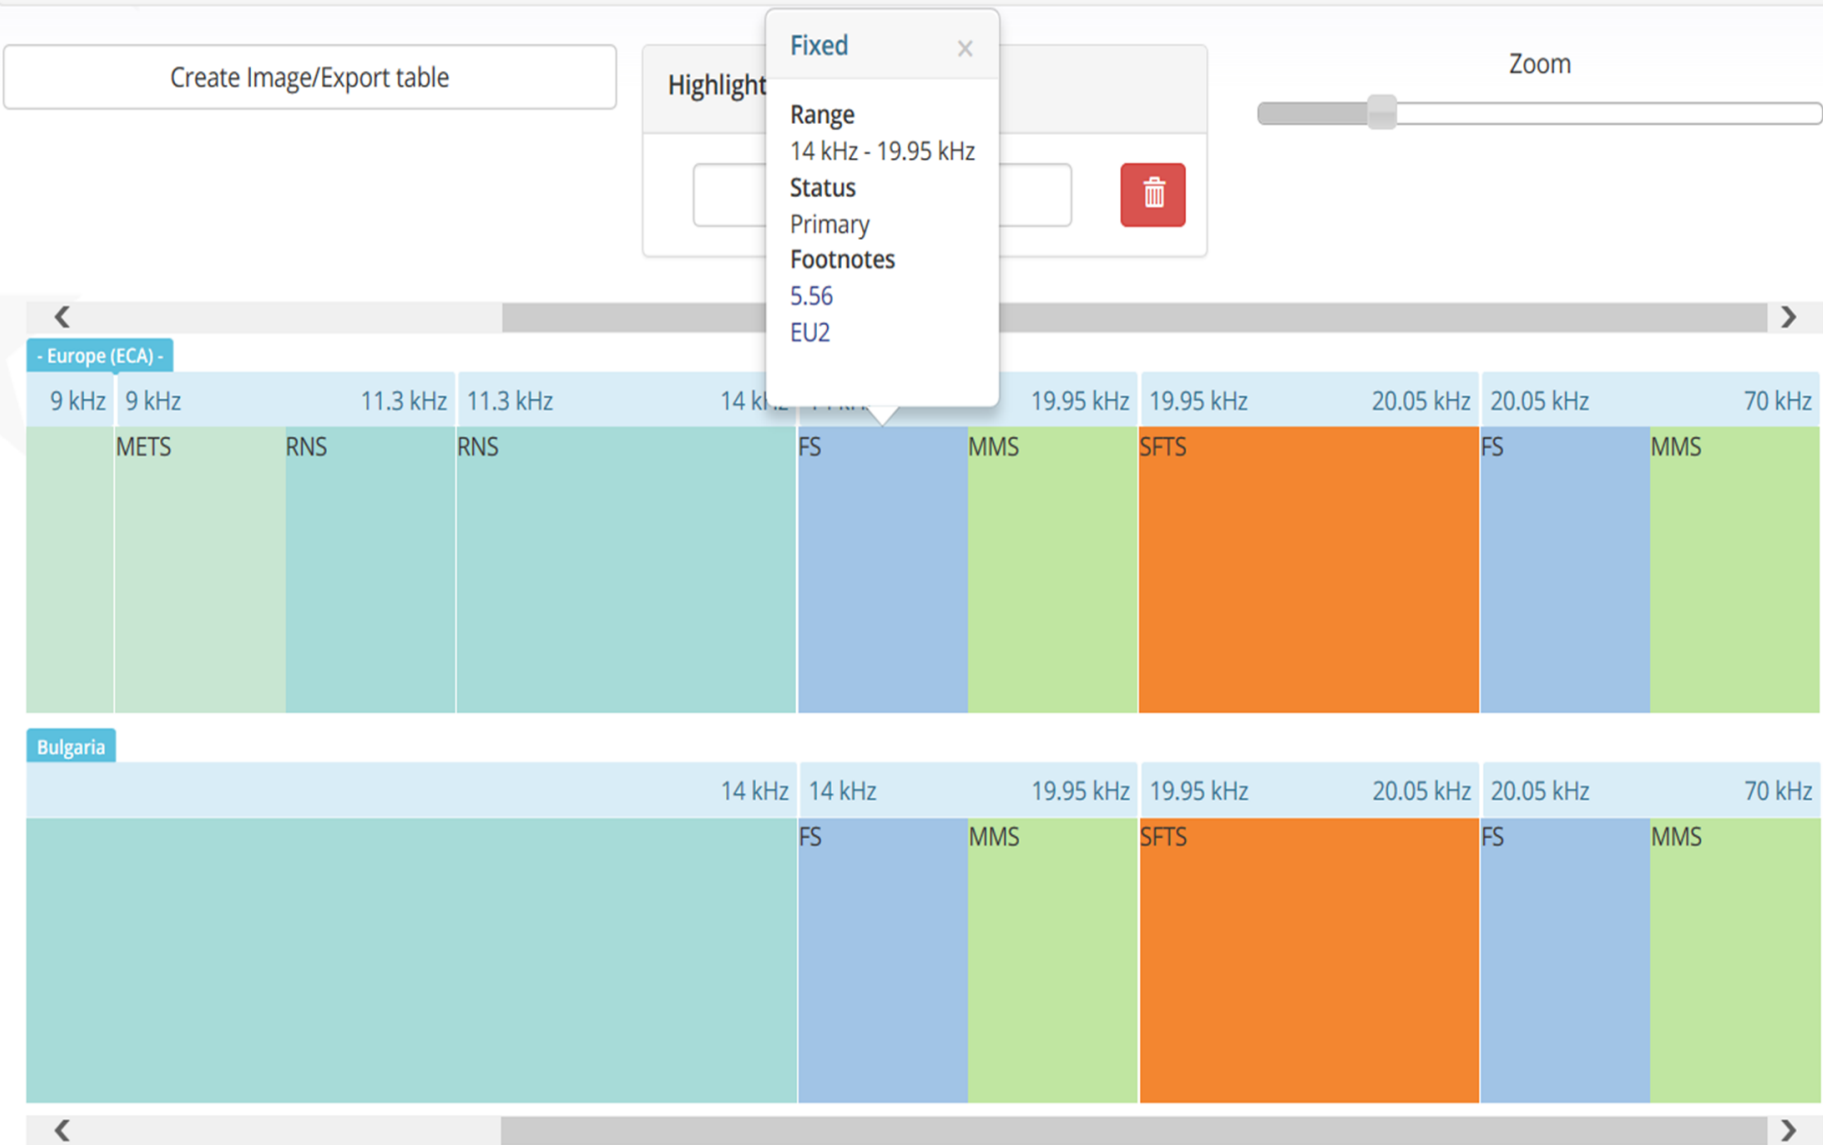 Fixed ×
Create Image/Export table
Highlight
Zoom
Range
14 kHz - 19.95 kHz
Status
Primary
Footnotes
5.56
EU2
- Europe (ECA) -
9 kHz 9 kHz 11.3 kHz 11.3 kHz 19.95 kHz 19.95 kHz 20.05 kHz 20.05 kHz 70 kHz
METS RNS RNS FS MMS SFTS FS MMS
Bulgaria
14 kHz 14 kHz 19.95 kHz 19.95 kHz 20.05 kHz 20.05 kHz 70 kHz
FS MMS SFTS FS MMS